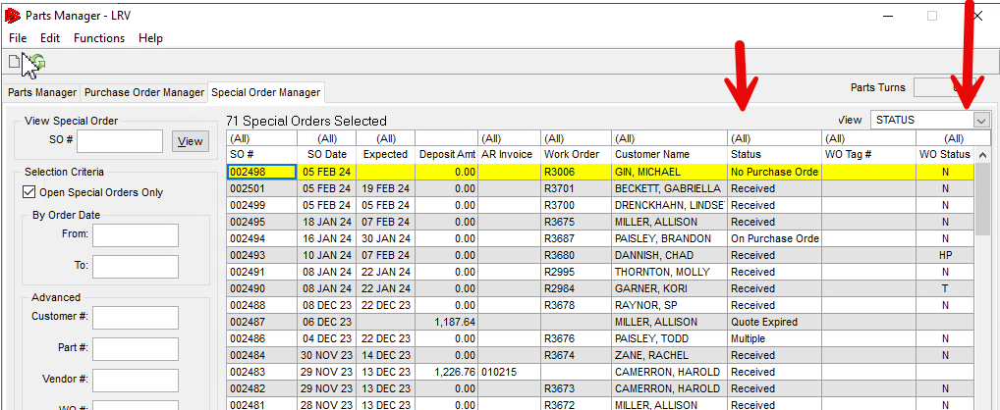 Parts Manager - LRV
File Edit Functions Help
Parts Manager Purchase Order Manager Special Order Manager
Parts Turns
View Special Order
SO #
View
Selection Criteria
Open Special Orders Only
By Order Date
From:
To:
Advanced
Customer #:
Part #:
Vendor #:
WO #:
71 Special Orders Selected
View STATUS
(All) (All) (All) (All) (All) (All) (All) (All)
SO # SO Date Expected Deposit Amt AR Invoice Work Order Customer Name Status WO Tag # WO Status
002498 05 FEB 24 0.00 R3006 GIN, MICHAEL No Purchase Orde N
002501 05 FEB 24 19 FEB 24 0.00 R3701 BECKETT, GABRIELLA Received N
002499 05 FEB 24 05 FEB 24 0.00 R3700 DRENCKHAHN, LINDSE Received N
002495 18 JAN 24 07 FEB 24 0.00 R3675 MILLER, ALLISON Received N
002494 16 JAN 24 30 JAN 24 0.00 R3687 PAISLEY, BRANDON On Purchase Orde N
002493 10 JAN 24 07 FEB 24 0.00 R3680 DANNISH, CHAD Received HP
002491 08 JAN 24 22 JAN 24 0.00 R2995 THORNTON, MOLLY Received N
002490 08 JAN 24 22 JAN 24 0.00 R2984 GARNER, KORI Received T
002488 08 DEC 23 22 DEC 23 0.00 R3678 RAYNOR, SP Received N
002487 06 DEC 23 1,187.64 MILLER, ALLISON Quote Expired
002486 04 DEC 23 22 DEC 23 0.00 R3676 PAISLEY, TODD Multiple N
002484 30 NOV 23 14 DEC 23 0.00 R3674 ZANE, RACHEL Received N
002483 29 NOV 23 13 DEC 23 1,226.76 010215 CAMERRON, HAROLD Received
002482 29 NOV 23 13 DEC 23 0.00 R3673 CAMERRON, HAROLD Received N
002481 28 NOV 23 13 DEC 23 0.00 R3672 MILLER, ALLISON Received N